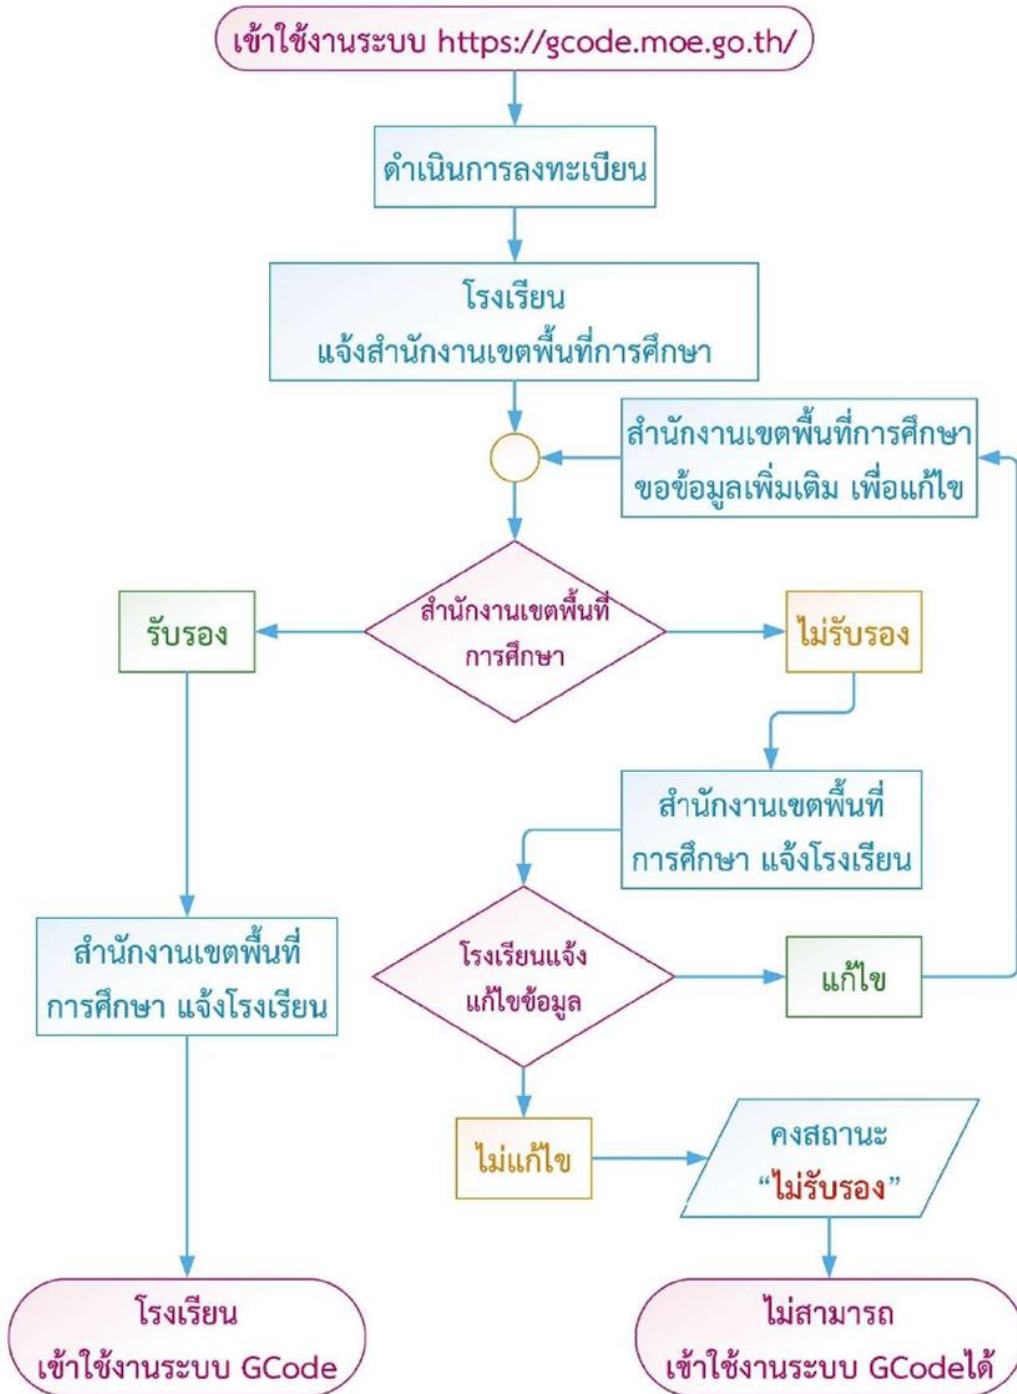 เข้าใช้งานระบบ https://gcode.moe.go.th/
ดำเนินการลงทะเบียน
โรงเรียน
แจ้งสำนักงานเขตพื้นที่การศึกษา
สำนักงานเขตพื้นที่การศึกษา
ขอข้อมูลเพิ่มเติม เพื่อแก้ไข
สำนักงานเขตพื้นที่
การศึกษา
รับรอง
ไม่รับรอง
สำนักงานเขตพื้นที่
การศึกษา แจ้งโรงเรียน
สำนักงานเขตพื้นที่
การศึกษา แจ้งโรงเรียน
โรงเรียนแจ้ง
แก้ไขข้อมูล
แก้ไข
ไม่แก้ไข
คงสถานะ
“ไม่รับรอง”
โรงเรียน
เข้าใช้งานระบบ GCode
ไม่สามารถ
เข้าใช้งานระบบ GCodeได้